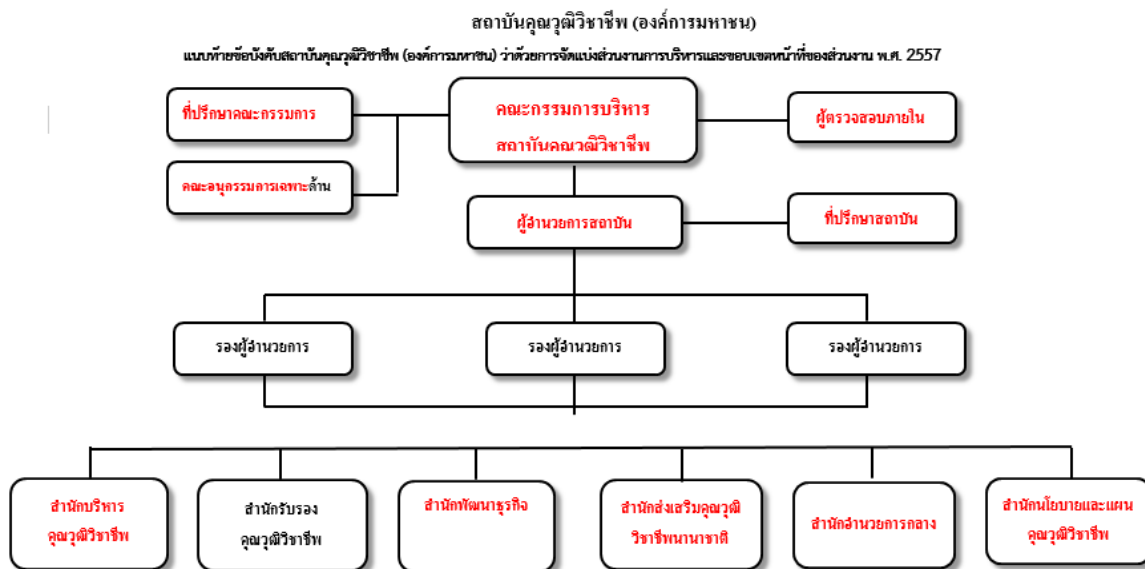 สถาบันคุณวุฒิวิชาชีพ (องค์การมหาชน)
แนบท้ายข้อบังคับสถาบันคุณวุฒิวิชาชีพ (องค์การมหาชน) ว่าด้วยการจัดแบ่งส่วนงานการบริหารและขอบเขตหน้าที่ของส่วนงาน พ.ศ. 2557
ที่ปรึกษาคณะกรรมการ
คณะกรรมการบริหาร
สถาบันคุณวุฒิวิชาชีพ
ผู้ตรวจสอบภายใน
คณะอนุกรรมการเฉพาะด้าน
ผู้อำนวยการสถาบัน
ที่ปรึกษาสถาบัน
รองผู้อำนวยการ
รองผู้อำนวยการ
รองผู้อำนวยการ
สำนักบริหาร
คุณวุฒิวิชาชีพ
สำนักรับรอง
คุณวุฒิวิชาชีพ
สำนักพัฒนาธุรกิจ
สำนักส่งเสริมคุณวุฒิ
วิชาชีพนานาชาติ
สำนักอำนวยการกลาง
สำนักนโยบายและแผน
คุณวุฒิวิชาชีพ